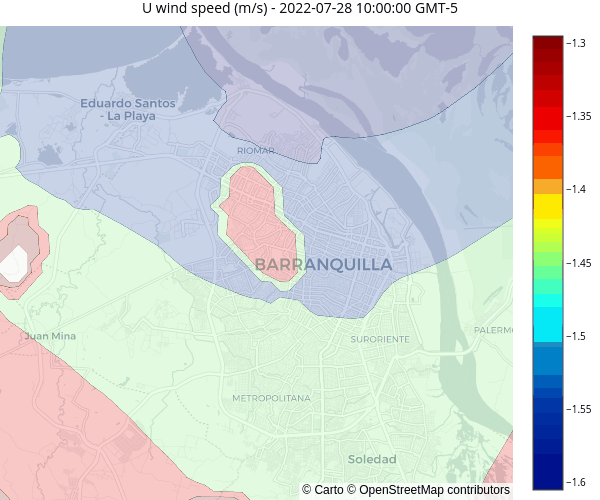 U wind speed (m/s) - 2022-07-28 10:00:00 GMT-5
−1.3
Eduardo Santos
- La Playa
−1.35
RIOMAR
−1.4
BARRANQUILLA
−1.45
Juan Mina
SURORIENTE
PALERMO
−1.5
METROPOLITANA
−1.55
Soledad
−1.6
© Carto © OpenStreetMap contributors